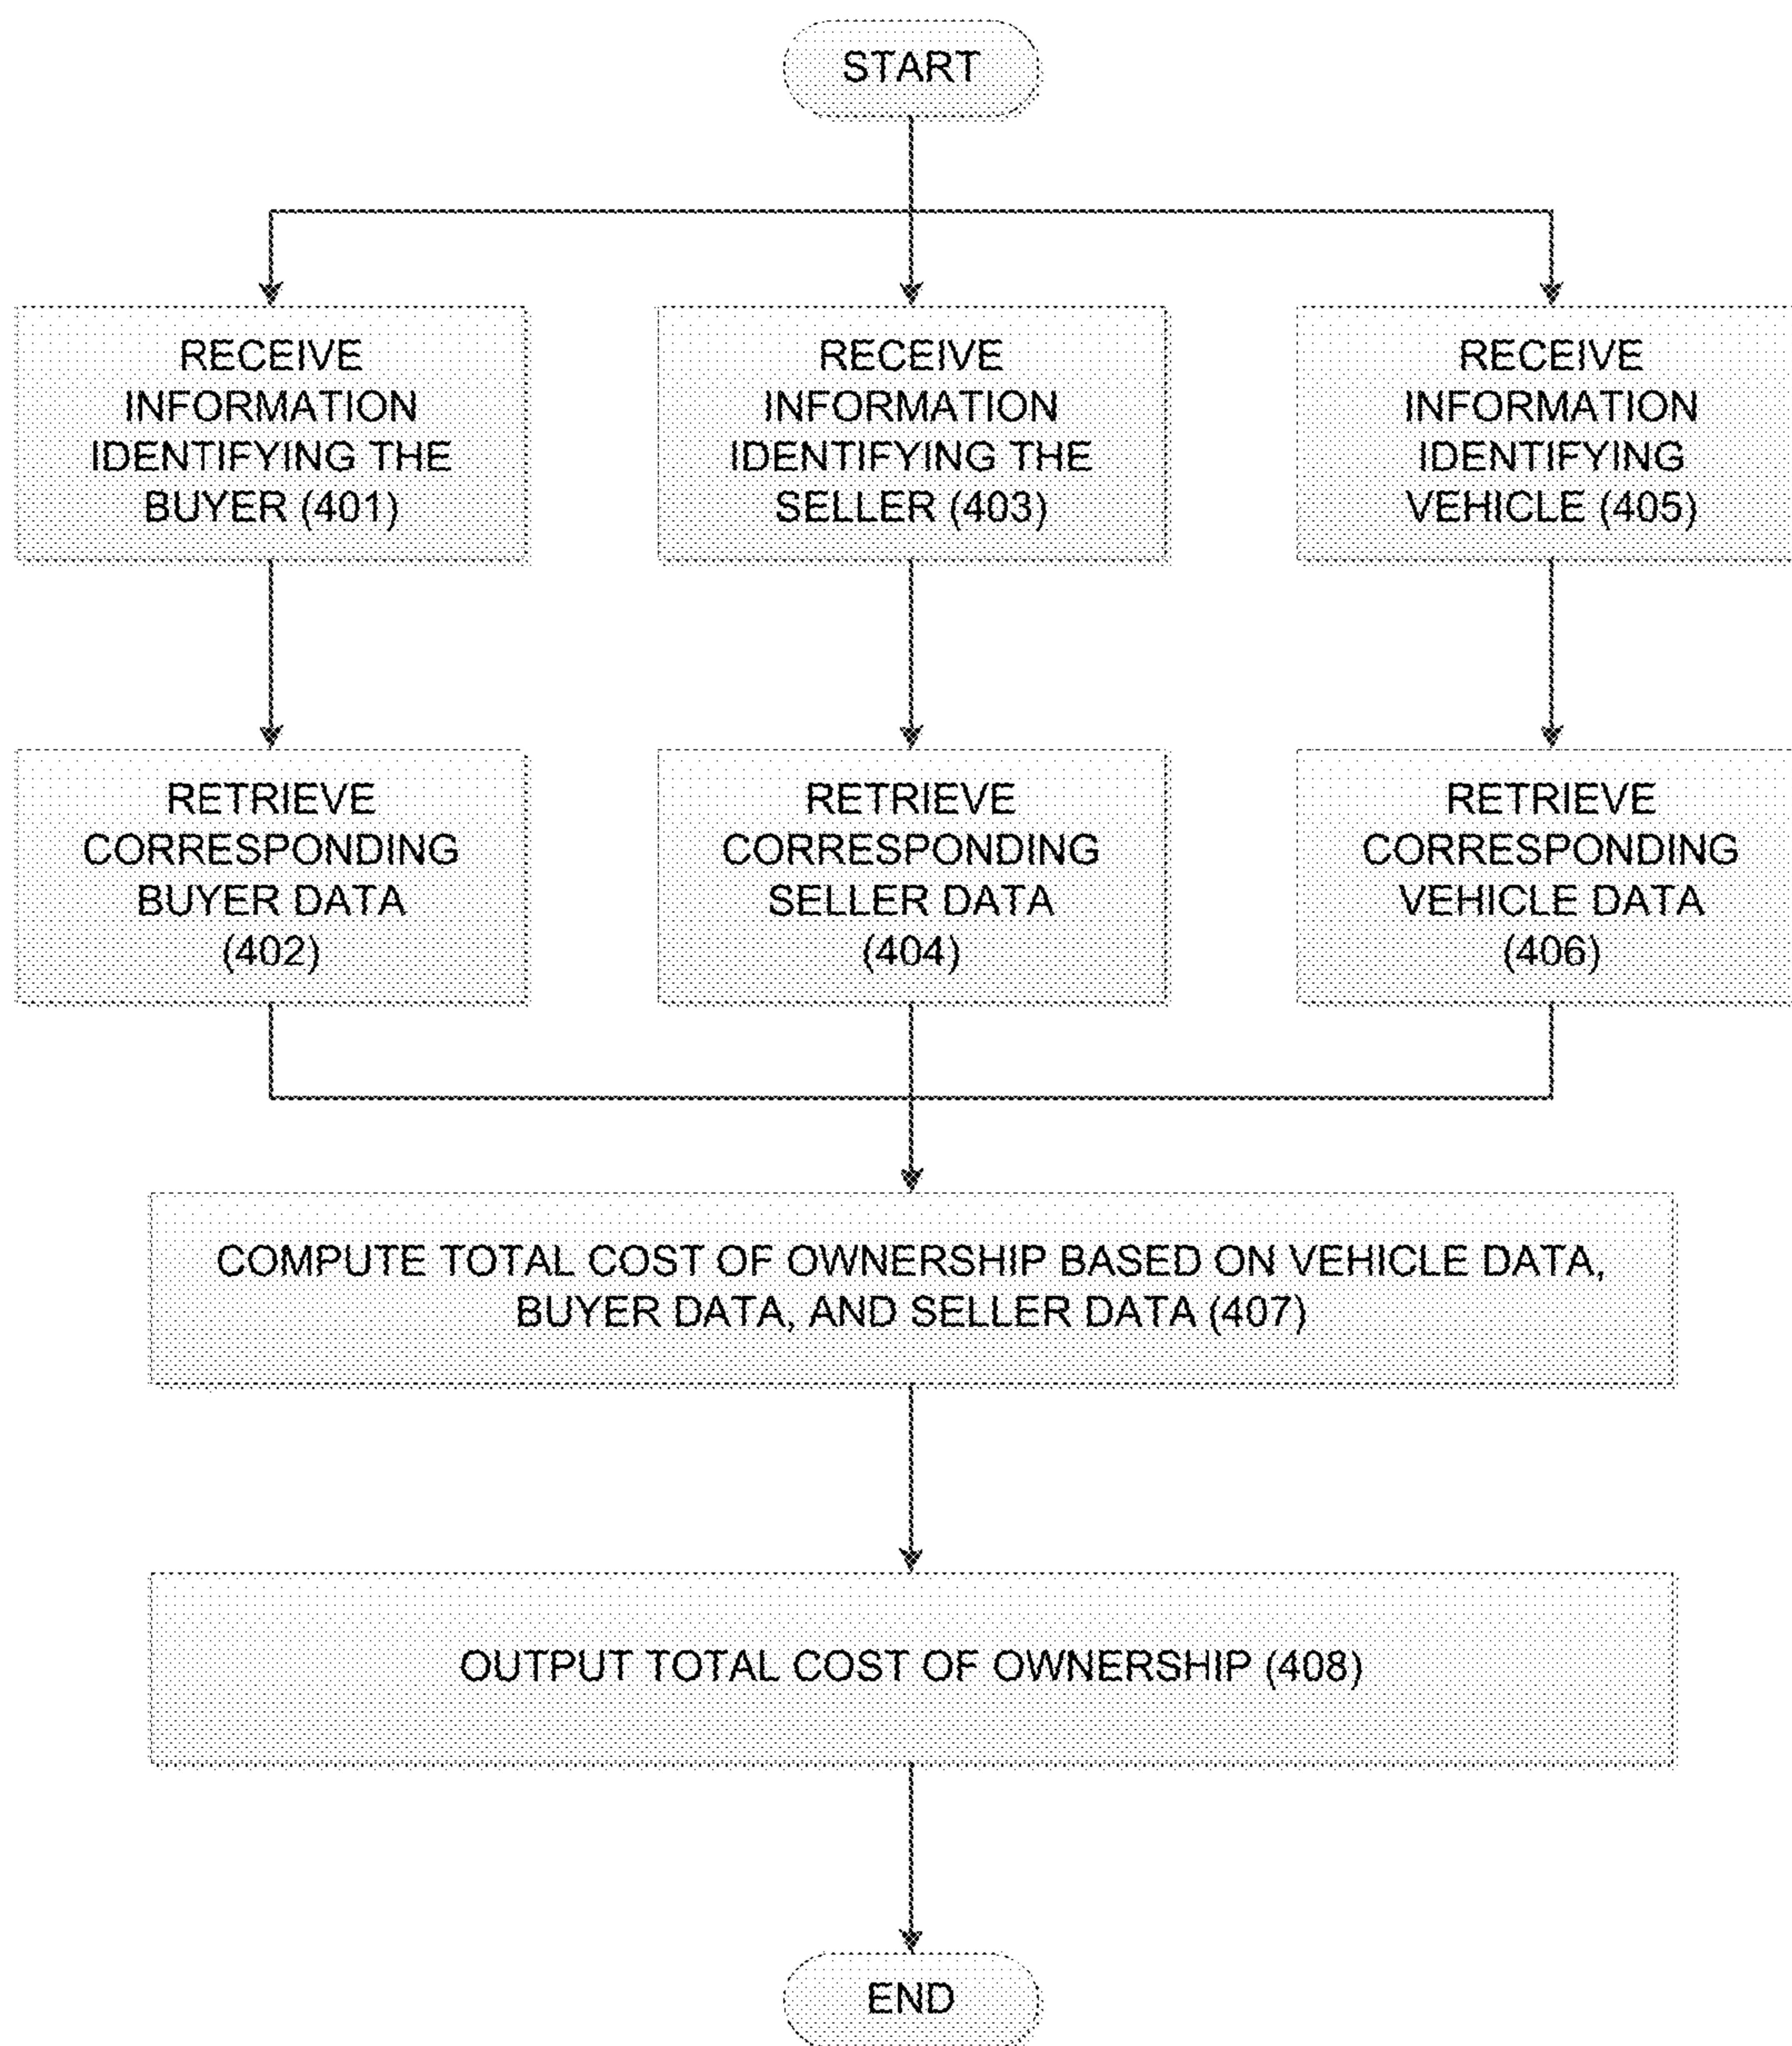 START
RECEIVE
INFORMATION
IDENTIFYING THE
BUYER (401)
RECEIVE
INFORMATION
IDENTIFYING THE
SELLER (403)
RECEIVE
INFORMATION
IDENTIFYING
VEHICLE (405)
RETRIEVE
CORRESPONDING
BUYER DATA
(402)
RETRIEVE
CORRESPONDING
SELLER DATA
(404)
RETRIEVE
CORRESPONDING
VEHICLE DATA
(406)
COMPUTE TOTAL COST OF OWNERSHIP BASED ON VEHICLE DATA,
BUYER DATA, AND SELLER DATA (407)
OUTPUT TOTAL COST OF OWNERSHIP (408)
END